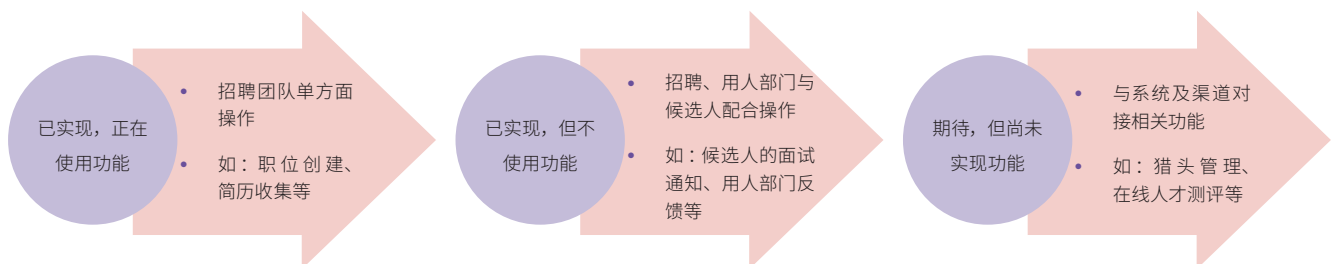 已实现，正在
使用功能
• 招聘团队单方面
操作
• 如：职位创建、
简历收集等
已实现，但不
使用功能
• 招聘、用人部门与
候选人配合操作
• 如：候选人的面试
通知、用人部门反
馈等
期待，但尚未
实现功能
• 与系统及渠道对
接相关功能
• 如：猎头管理、
在线人才测评等